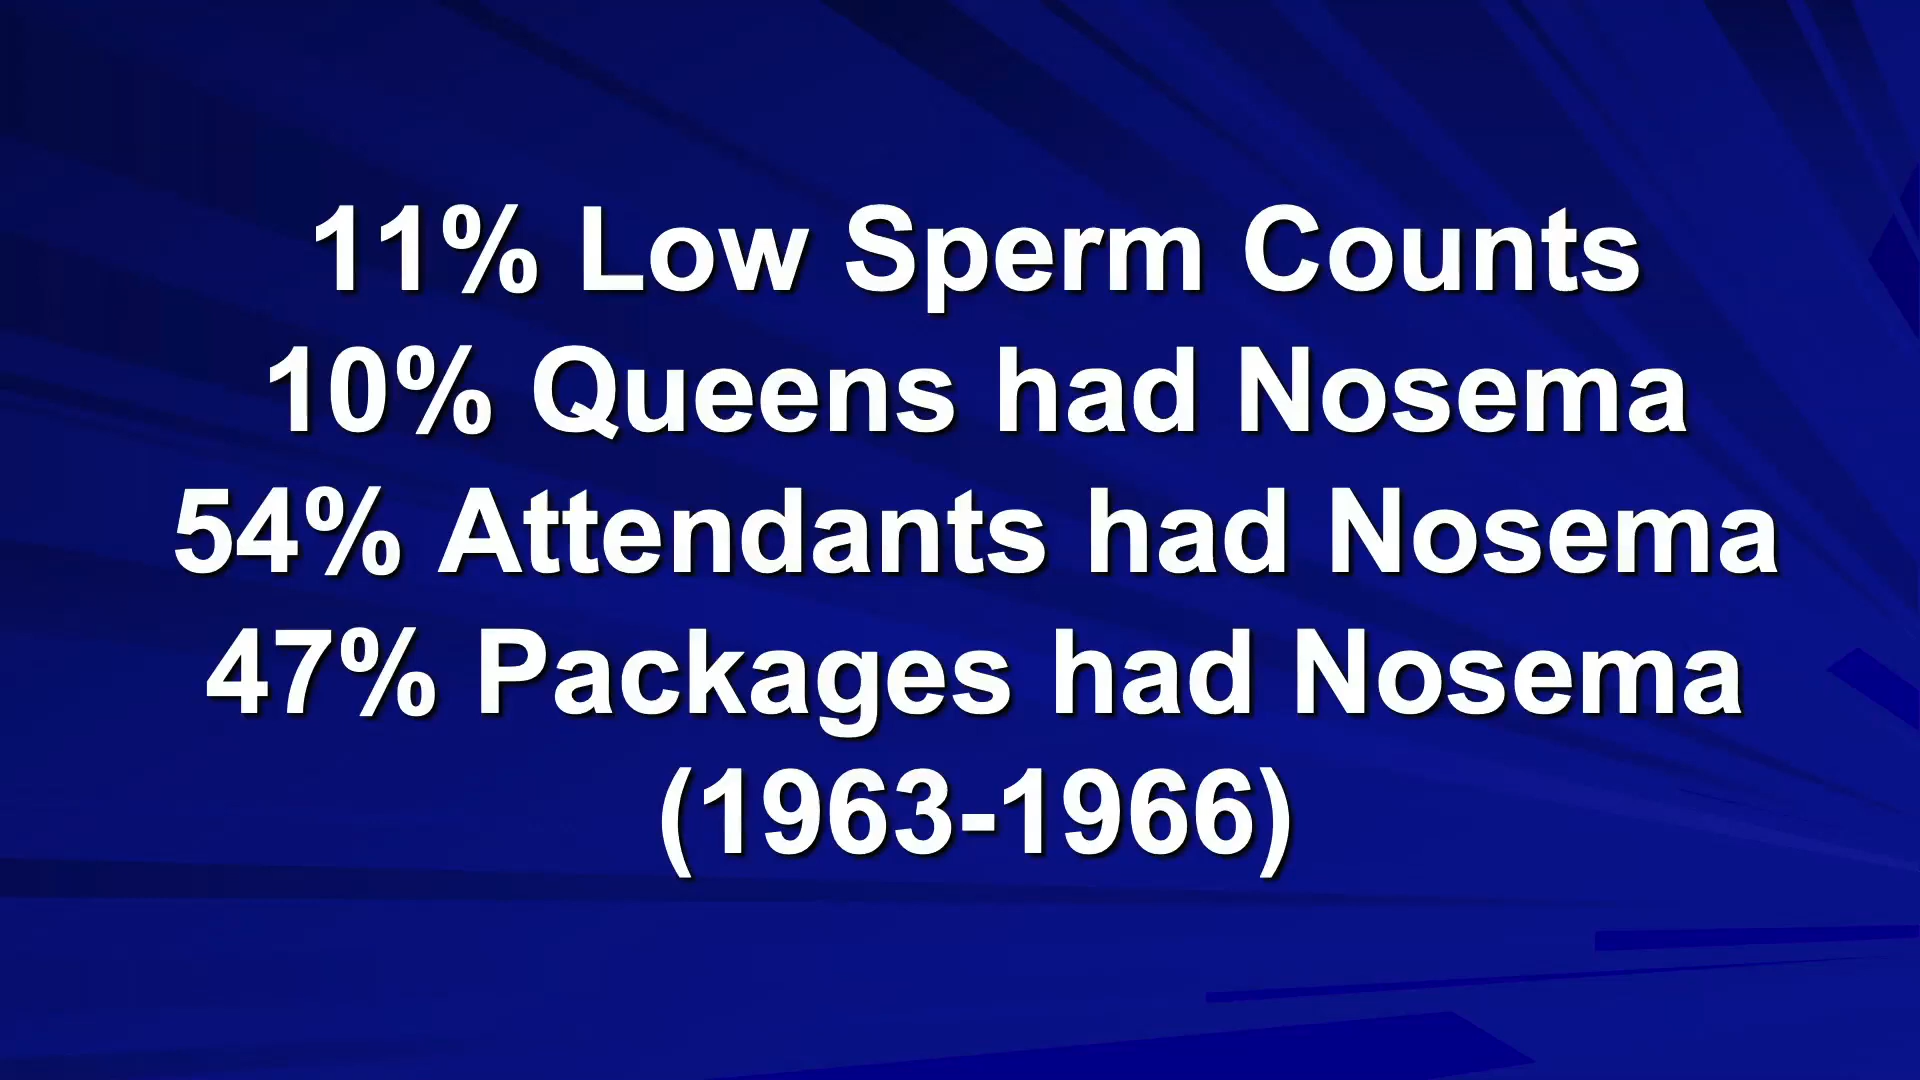 11% Low Sperm Counts
10% Queens had Nosema
54% Attendants had Nosema
47% Packages had Nosema
(1963-1966)